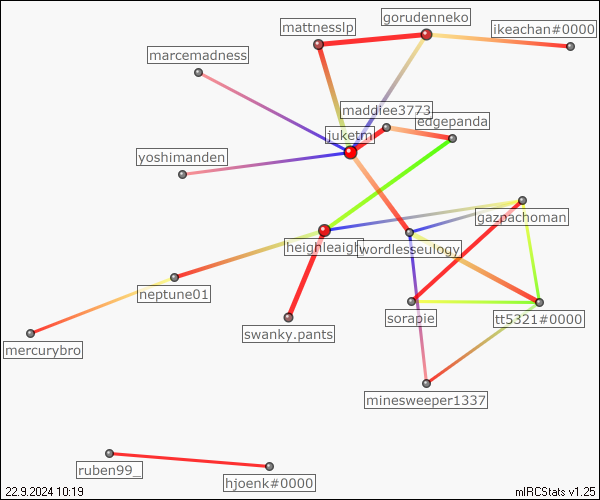 gorudenneko
mattnesslp
ikeachan#0000
marcemadness
maddiee3773
edgepanda
juketm
yoshimanden
gazpachoman
heighleaigh
wordlesseulogy
neptune01
sorapie
tt5321#0000
swanky.pants
mercurybro
minesweeper1337
ruben99_
hjoenk#0000
22.9.2024 10:19
mIRCStats v1.25